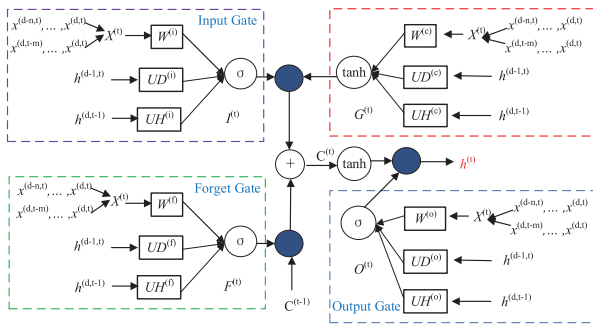 Input Gate
x^(d-n,t), ... ,x^(d,t)
x^(d,t-m), ... ,x^(d,t)
X^(t)
W^(i)
h^(d-1,t)
UD^(i)
h^(d,t-1)
UH^(i)
σ
I^(t)
tanh
G^(t)
W^(c)
X^(t)
x^(d-n,t), ... ,x^(d,t)
x^(d,t-m), ... ,x^(d,t)
UD^(c)
h^(d-1,t)
UH^(c)
h^(d,t-1)
+
C^(t)
tanh
h^(t)
Forget Gate
x^(d-n,t), ... ,x^(d,t)
x^(d,t-m), ... ,x^(d,t)
X^(t)
W^(f)
h^(d-1,t)
UD^(f)
h^(d,t-1)
UH^(f)
σ
F^(t)
C^(t-1)
σ
O^(t)
W^(o)
X^(t)
x^(d-n,t), ... ,x^(d,t)
x^(d,t-m), ... ,x^(d,t)
UD^(o)
h^(d-1,t)
UH^(o)
h^(d,t-1)
Output Gate